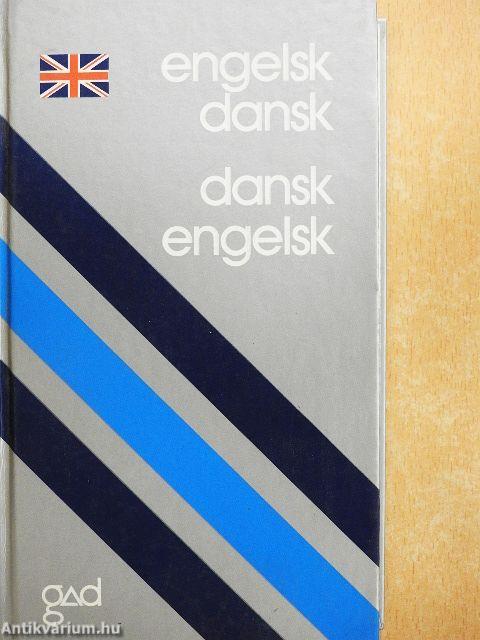 engelsk
dansk
dansk
engelsk
gad
Antikvarium.hu